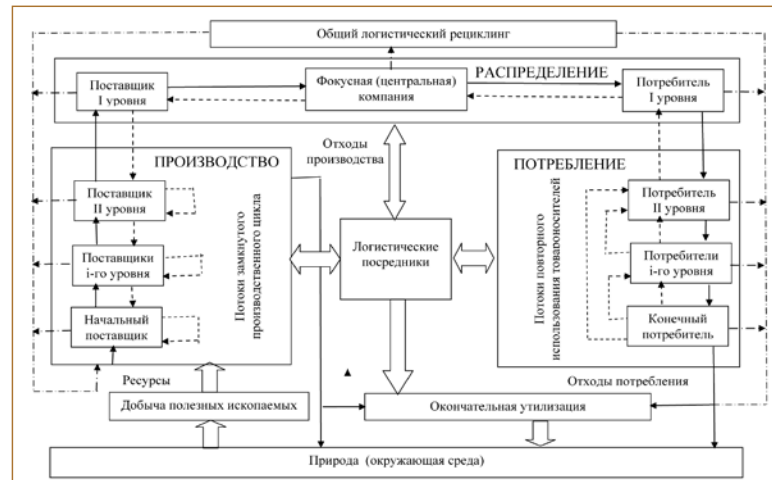 Общий логистический рециклинг
РАСПРЕДЕЛЕНИЕ
Поставщик
I уровня
Фокусная (центральная)
компания
Потребитель
I уровня
Отходы
производства
ПРОИЗВОДСТВО
Поставщик
II уровня
Поставщики
i-го уровня
Начальный
поставщик
Потоки замкнутого
производственного цикла
Логистические
посредники
ПОТРЕБЛЕНИЕ
Потоки повторного
использования товароносителей
Потребитель
II уровня
Потребители
i-го уровня
Конечный
потребитель
Ресурсы
Отходы потребления
Добыча полезных ископаемых
Окончательная утилизация
Природа (окружающая среда)